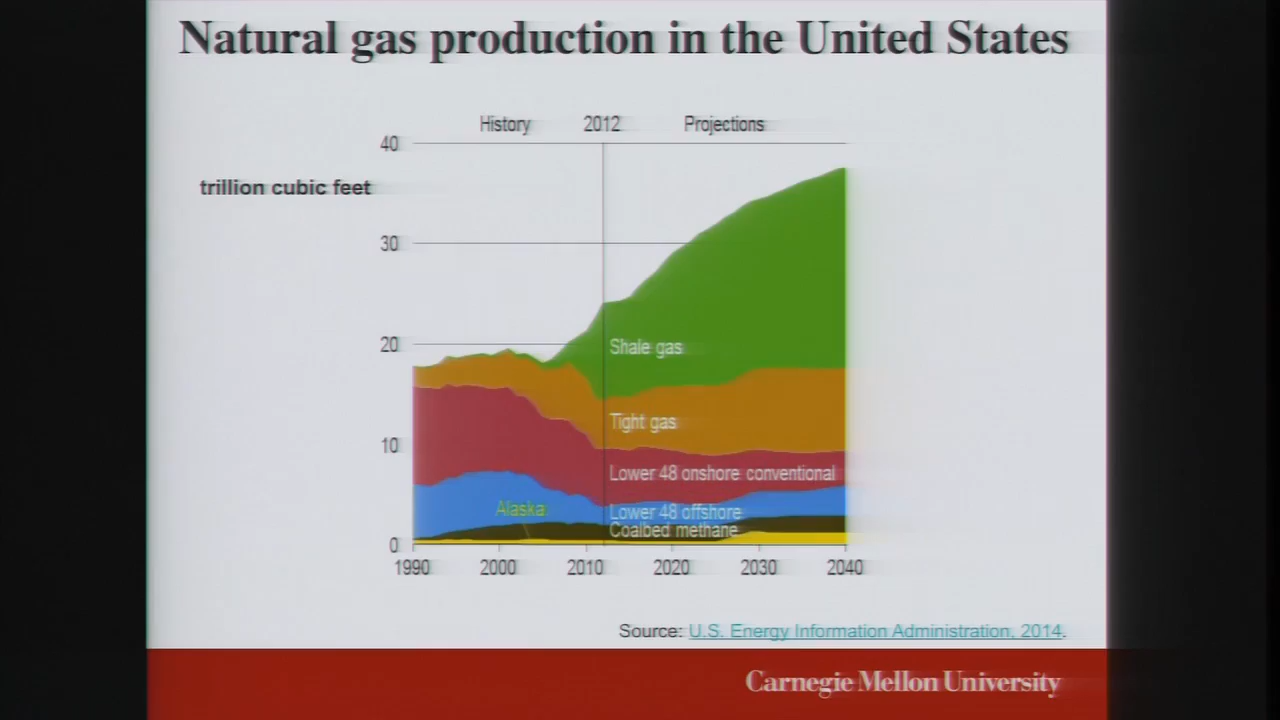 Natural gas production in the United States
History 2012 Projections
40
trillion cubic feet
30
20
Shale gas
Tight gas
10
Lower 48 onshore conventional
Alaska
Lower 48 offshore
Coalbed methane
0
1990 2000 2010 2020 2030 2040
Source: U.S. Energy Information Administration, 2014.
Carnegie Mellon University